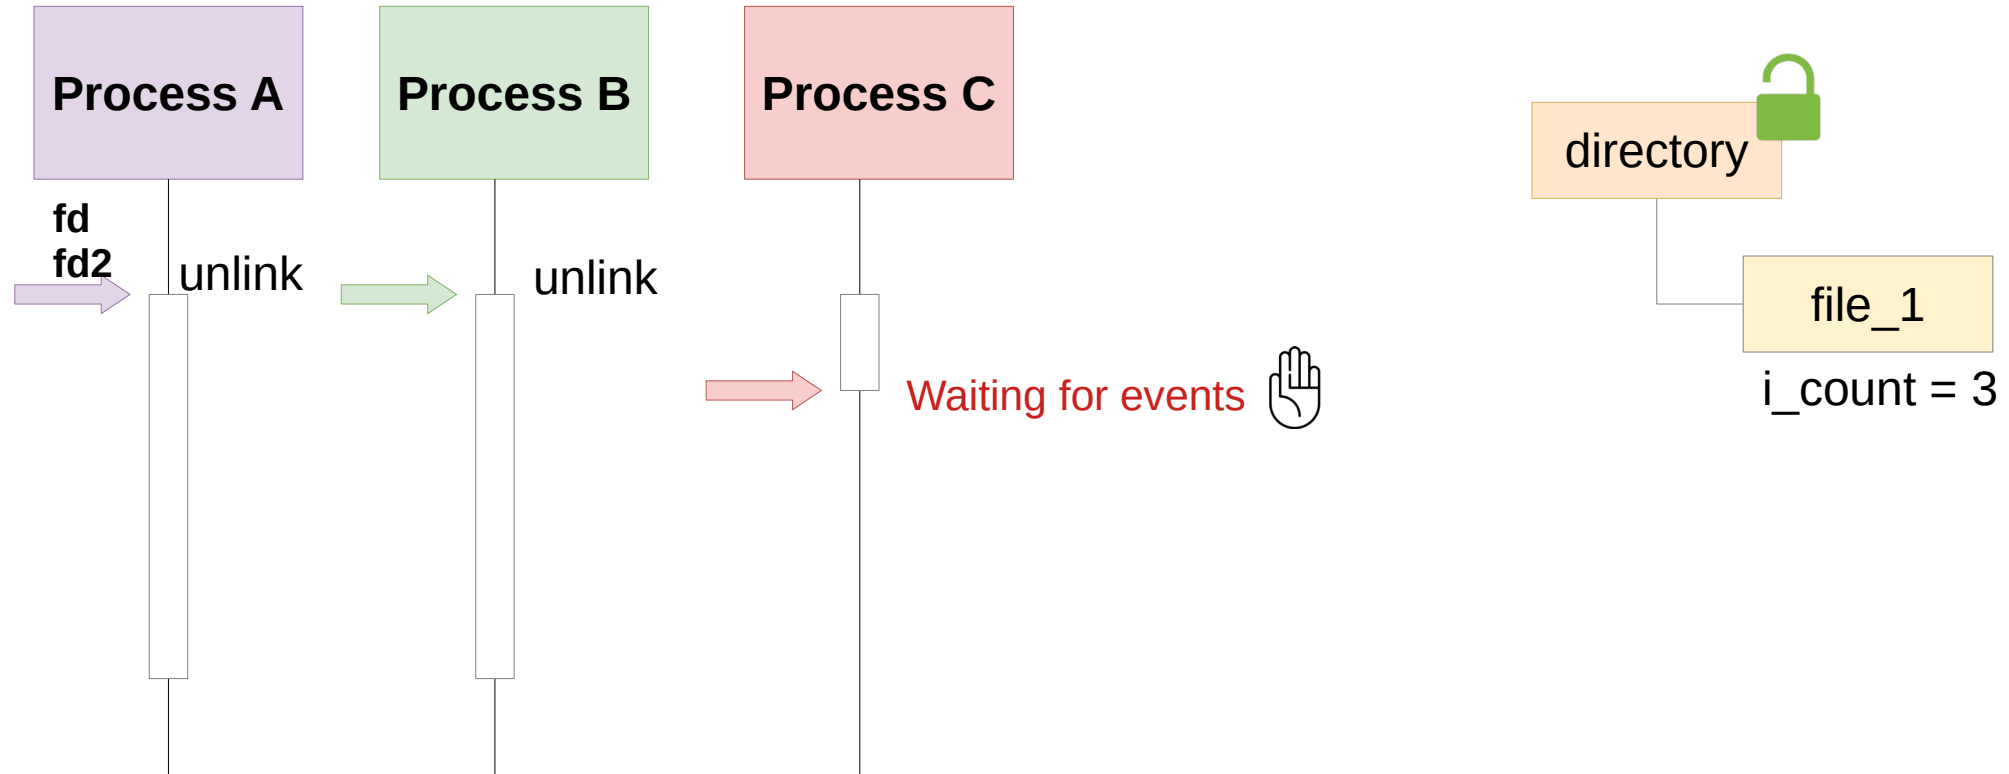 Process A
Process B
Process C
directory
fd
fd2
unlink
unlink
file_1
Waiting for events
i_count = 3